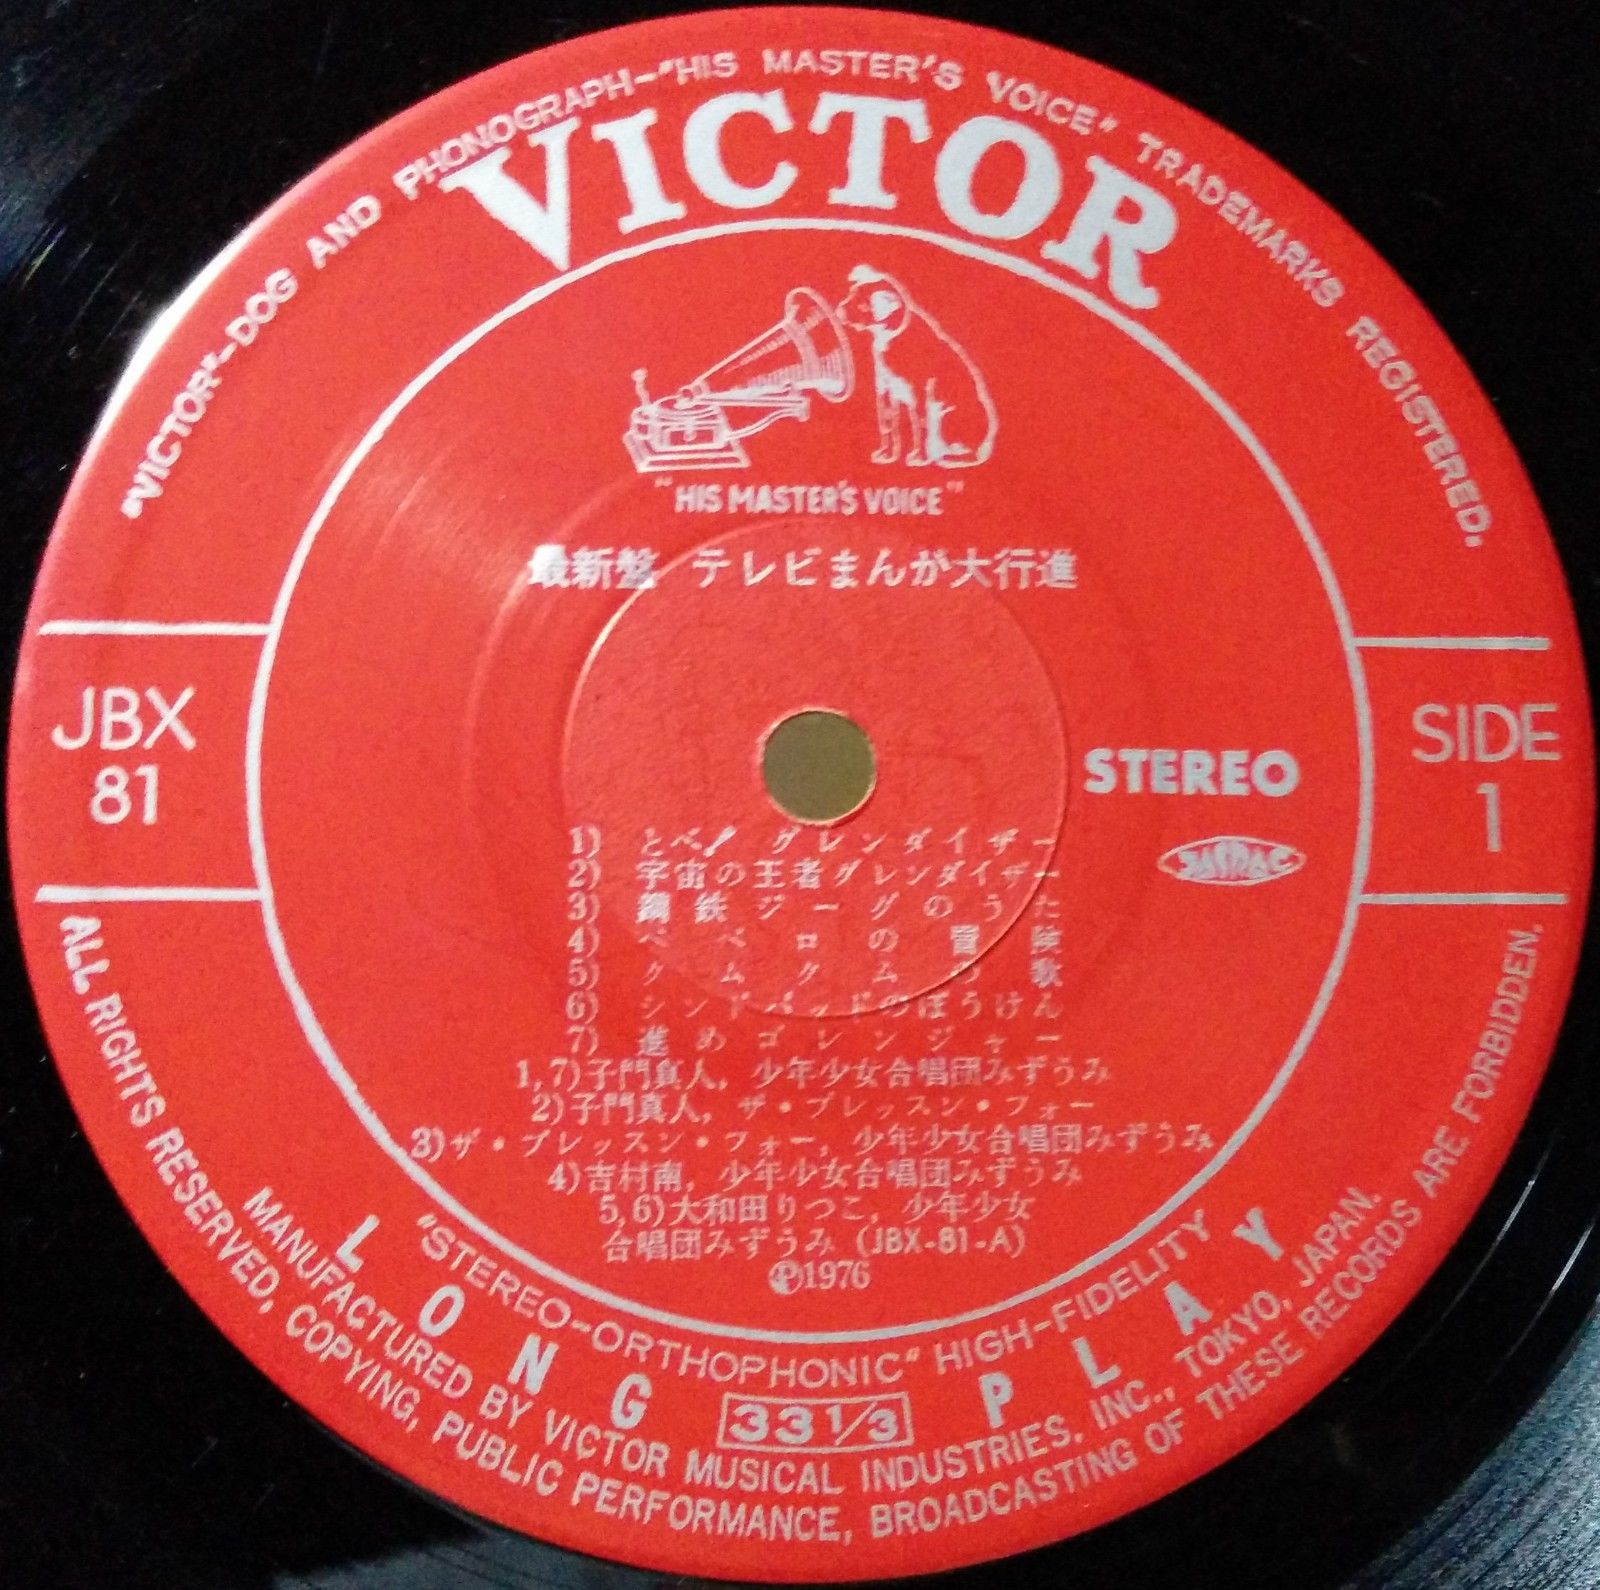 "VICTOR"-DOG AND PHONOGRAPH-"HIS MASTER'S VOICE" TRADEMARKS REGISTERED.
VICTOR
"HIS MASTER'S VOICE"
最新盤 テレビまんが大行進
JBX
81
STEREO
SIDE
1
JASRAC
1) とべ! グレンダイザー
2) 宇宙の王者グレンダイザー
3) 鋼鉄ジーグのうた
4) ペペロの冒険
5) クムクムの歌
6) シンドバッドのぼうけん
7) 進めゴレンジャー
1,7)子門真人, 少年少女合唱団みずうみ
2)子門真人, ザ・ブレッスン・フォー
3)ザ・ブレッスン・フォー, 少年少女合唱団みずうみ
4)吉村南, 少年少女合唱団みずうみ
5,6)大和田りつこ, 少年少女
合唱団みずうみ (JBX-81-A)
Ⓟ1976
"STEREO-ORTHOPHONIC" HIGH-FIDELITY
LONG PLAY
33 1/3
MANUFACTURED BY VICTOR MUSICAL INDUSTRIES, INC., TOKYO, JAPAN.
ALL RIGHTS RESERVED, COPYING, PUBLIC PERFORMANCE, BROADCASTING OF THESE RECORDS ARE FORBIDDEN.